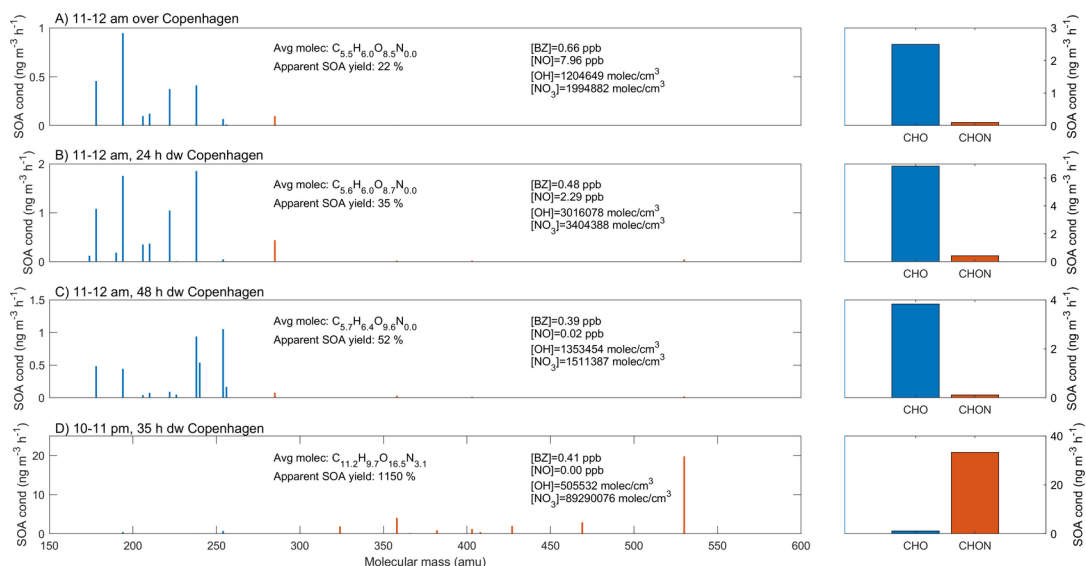 A) 11-12 am over Copenhagen
SOA cond (ng m⁻³ h⁻¹)
1
0.5
0
Avg molec: C₅.₅H₆.₀O₈.₅N₀.₀
Apparent SOA yield: 22 %
[BZ]=0.66 ppb
[NO]=7.96 ppb
[OH]=1204649 molec/cm³
[NO₃]=1994882 molec/cm³
3
2
1
0
CHO CHON
SOA cond (ng m⁻³ h⁻¹)
B) 11-12 am, 24 h dw Copenhagen
SOA cond (ng m⁻³ h⁻¹)
2
1
0
Avg molec: C₅.₆H₆.₀O₈.₇N₀.₀
Apparent SOA yield: 35 %
[BZ]=0.48 ppb
[NO]=2.29 ppb
[OH]=3016078 molec/cm³
[NO₃]=3404388 molec/cm³
6
4
2
0
CHO CHON
SOA cond (ng m⁻³ h⁻¹)
C) 11-12 am, 48 h dw Copenhagen
SOA cond (ng m⁻³ h⁻¹)
1.5
1
0.5
0
Avg molec: C₅.₇H₆.₄O₉.₆N₀.₀
Apparent SOA yield: 52 %
[BZ]=0.39 ppb
[NO]=0.02 ppb
[OH]=1353454 molec/cm³
[NO₃]=1511387 molec/cm³
4
2
0
CHO CHON
SOA cond (ng m⁻³ h⁻¹)
D) 10-11 pm, 35 h dw Copenhagen
SOA cond (ng m⁻³ h⁻¹)
20
10
0
Avg molec: C₁₁.₂H₉.₇O₁₆.₅N₃.₁
Apparent SOA yield: 1150 %
[BZ]=0.41 ppb
[NO]=0.00 ppb
[OH]=505532 molec/cm³
[NO₃]=89290076 molec/cm³
150 200 250 300 350 400 450 500 550 600
Molecular mass (amu)
40
20
0
CHO CHON
SOA cond (ng m⁻³ h⁻¹)